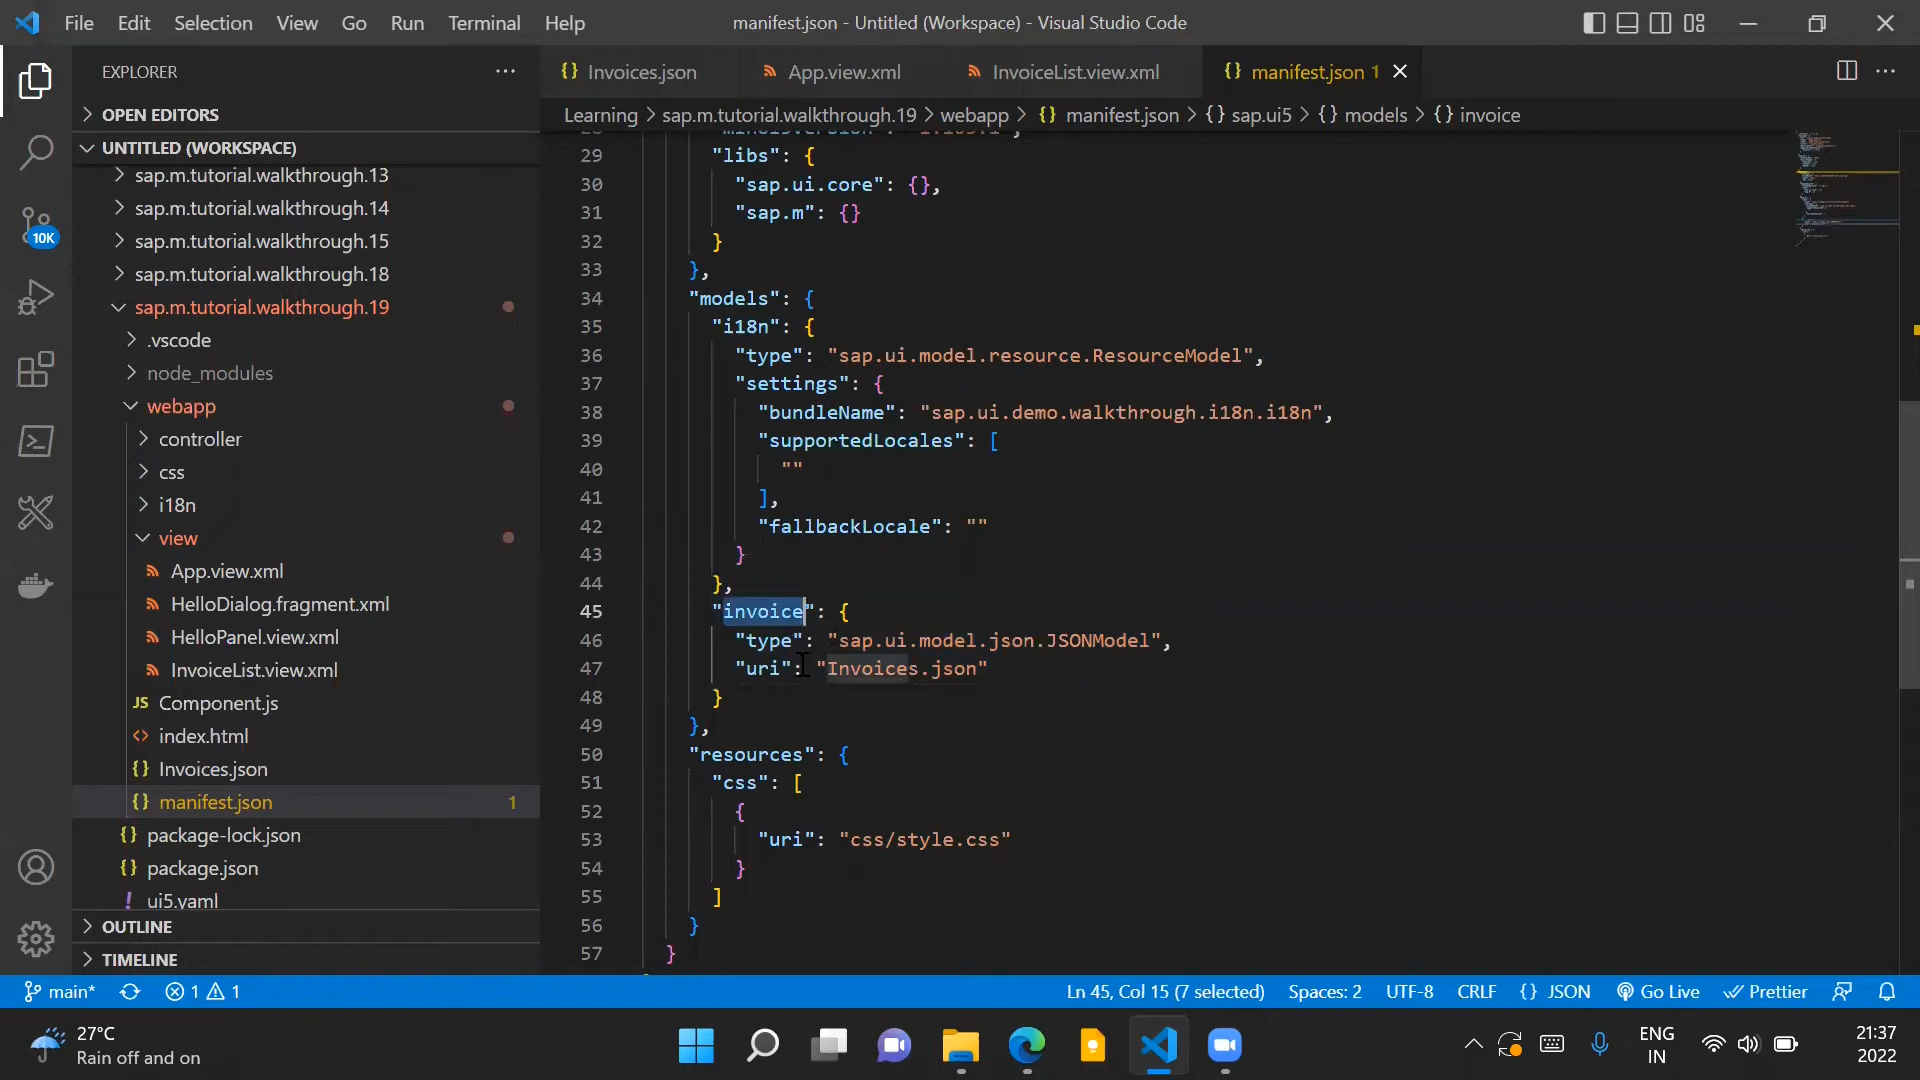 File Edit Selection View Go Run Terminal Help
manifest.json - Untitled (Workspace) - Visual Studio Code
EXPLORER
Invoices.json
App.view.xml
InvoiceList.view.xml
manifest.json 1
OPEN EDITORS
Learning > sap.m.tutorial.walkthrough.19 > webapp > {} manifest.json > {} sap.ui5 > {} models > {} invoice
UNTITLED (WORKSPACE)
sap.m.tutorial.walkthrough.13
sap.m.tutorial.walkthrough.14
sap.m.tutorial.walkthrough.15
sap.m.tutorial.walkthrough.18
sap.m.tutorial.walkthrough.19
.vscode
node_modules
webapp
controller
css
i18n
view
App.view.xml
HelloDialog.fragment.xml
HelloPanel.view.xml
InvoiceList.view.xml
JS Component.js
<> index.html
{} Invoices.json
{} manifest.json 1
{} package-lock.json
{} package.json
! ui5.yaml
OUTLINE
TIMELINE
10K
29 "libs": {
30 "sap.ui.core": {},
31 "sap.m": {}
32 }
33 },
34 "models": {
35 "i18n": {
36 "type": "sap.ui.model.resource.ResourceModel",
37 "settings": {
38 "bundleName": "sap.ui.demo.walkthrough.i18n.i18n",
39 "supportedLocales": [
40 ""
41 ],
42 "fallbackLocale": ""
43 }
44 },
45 "invoice": {
46 "type": "sap.ui.model.json.JSONModel",
47 "uri": "Invoices.json"
48 }
49 },
50 "resources": {
51 "css": [
52 {
53 "uri": "css/style.css"
54 }
55 ]
56 }
57 }
main* 1 1
Ln 45, Col 15 (7 selected) Spaces: 2 UTF-8 CRLF {} JSON Go Live Prettier
27°C
Rain off and on
ENG
IN
21:37
2022